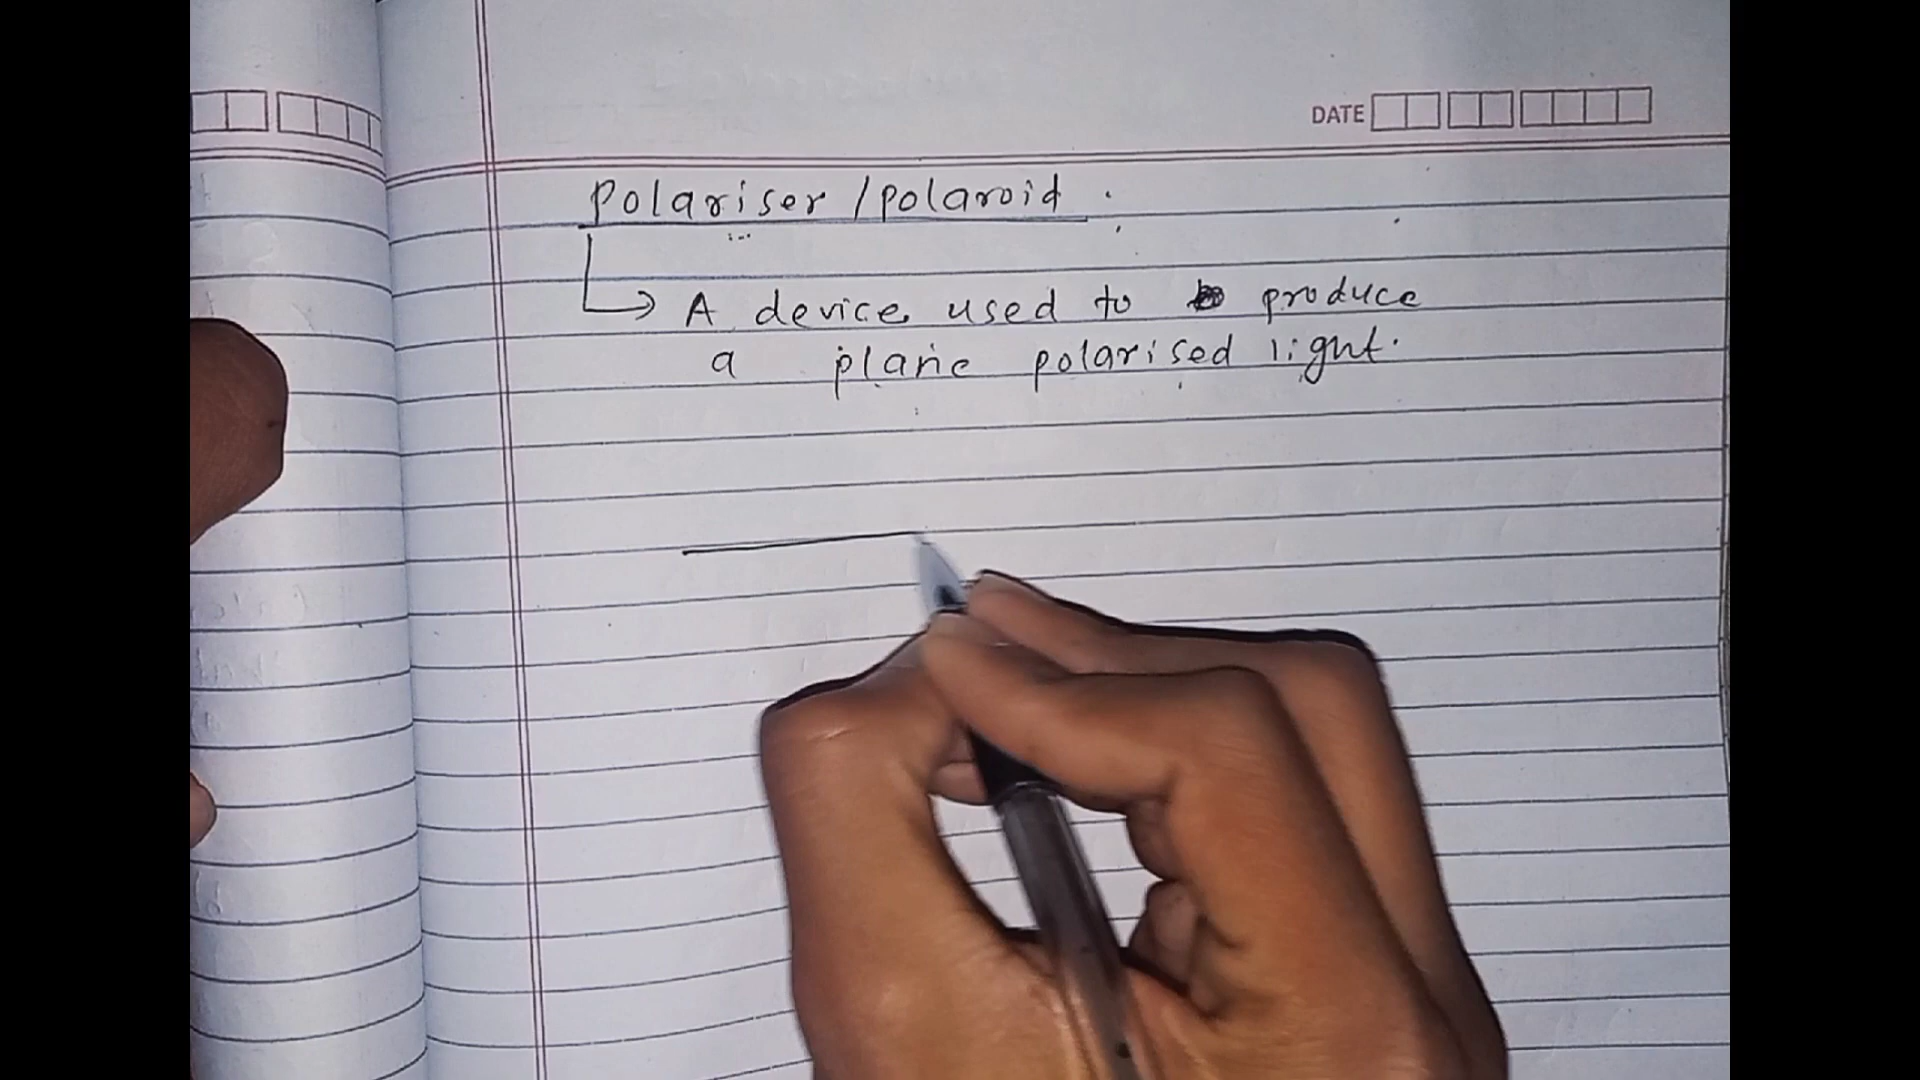 DATE
Polariser / polaroid
A device used to produce
a plane polarised light.